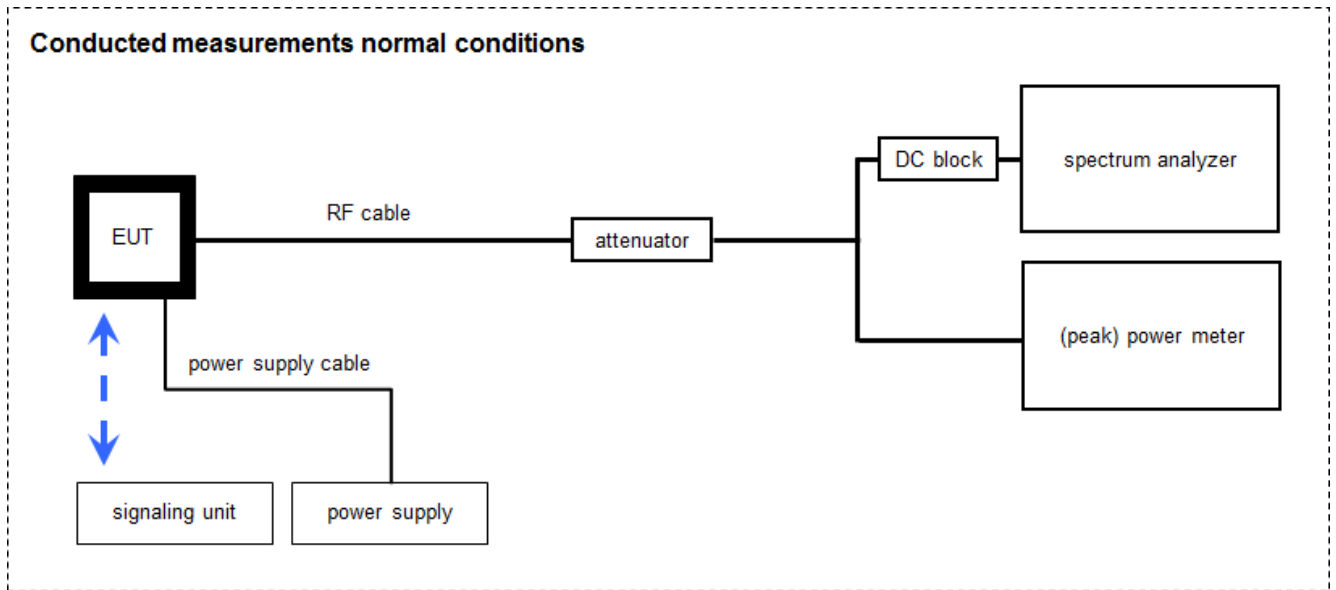 Conducted measurements normal conditions
DC block
spectrum analyzer
RF cable
EUT
attenuator
(peak) power meter
power supply cable
signaling unit
power supply